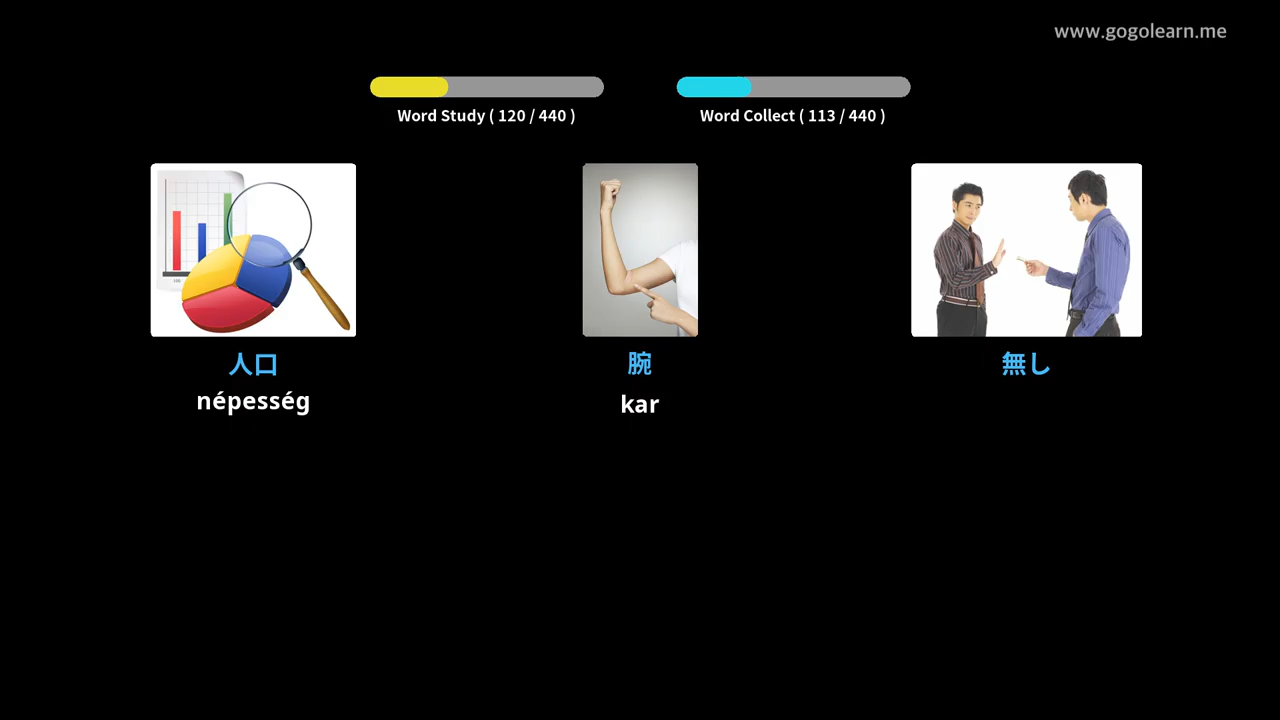 www.gogolearn.me
Word Study ( 120 / 440 )
Word Collect ( 113 / 440 )
人口
népesség
腕
kar
無し